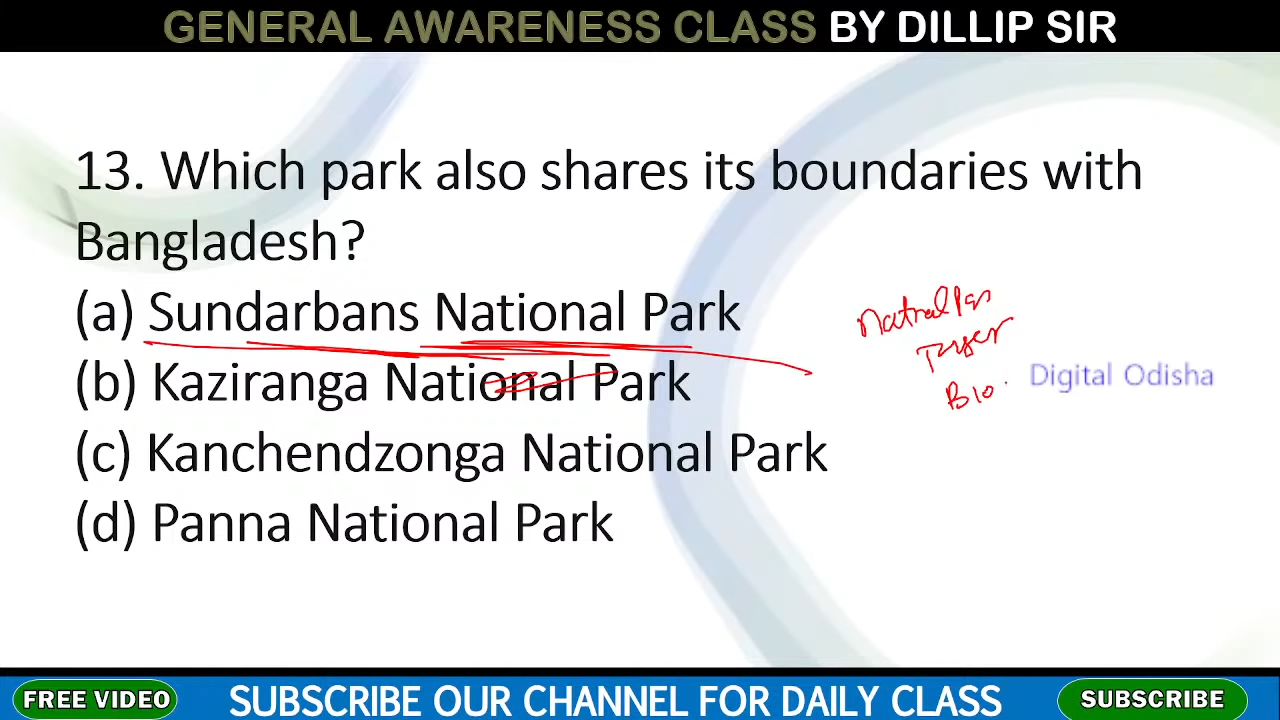 GENERAL AWARENESS CLASS BY DILLIP SIR
13. Which park also shares its boundaries with
Bangladesh?
(a) Sundarbans National Park
(b) Kaziranga National Park
(c) Kanchendzonga National Park
(d) Panna National Park
Bio
Digital Odisha
FREE VIDEO
SUBSCRIBE OUR CHANNEL FOR DAILY CLASS
SUBSCRIBE